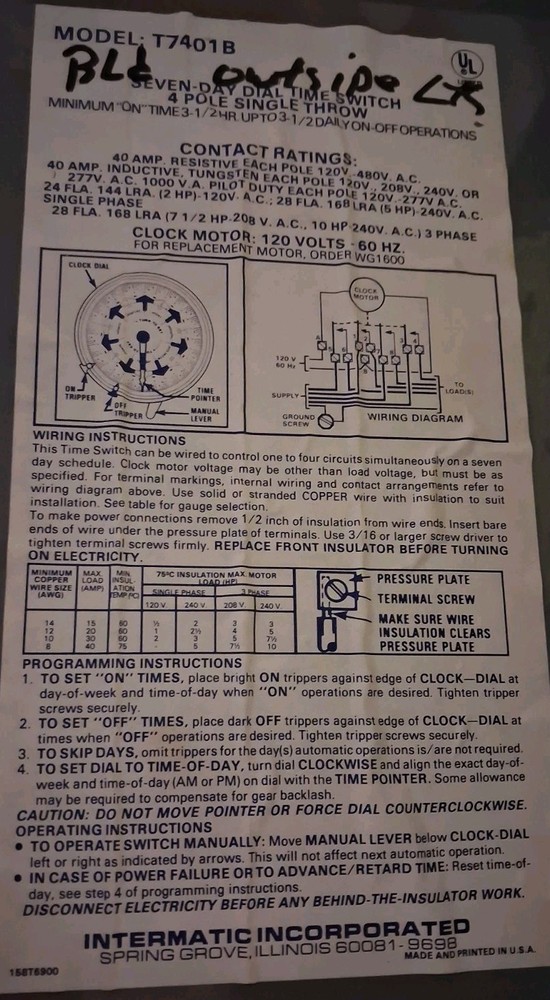 MODEL: T7401B
UL
BLd outside LTS
SEVEN-DAY DIAL TIME SWITCH
4 POLE SINGLE THROW
MINIMUM "ON" TIME 3-1/2 HR. UP TO 3-1/2 DAILY ON-OFF OPERATIONS
CONTACT RATINGS:
40 AMP. RESISTIVE EACH POLE 120V.-480V. A.C.
40 AMP. INDUCTIVE, TUNGSTEN EACH POLE 120V., 208V., 240V. OR
277V. A.C. 1000 V.A. PILOT DUTY EACH POLE 120V.-277V A.C.
24 FLA. 144 LRA. (2 HP)-120V- A.C.; 28 FLA. 168 LRA (5 HP)-240V. A.C.
SINGLE PHASE
28 FLA. 168 LRA (7 1/2 HP-208 V. A.C., 10 HP-240V. A.C.) 3 PHASE
CLOCK MOTOR: 120 VOLTS - 60 HZ.
FOR REPLACEMENT MOTOR, ORDER WG1600
CLOCK DIAL
ON
TRIPPER
OFF
TRIPPER
TIME
POINTER
MANUAL
LEVER
CLOCK
MOTOR
120 V
60 Hz
SUPPLY
TO
LOAD(S)
GROUND
SCREW
WIRING DIAGRAM
WIRING INSTRUCTIONS
This Time Switch can be wired to control one to four circuits simultaneously on a seven
day schedule. Clock motor voltage may be other than load voltage, but must be as
specified. For terminal markings, internal wiring and contact arrangements refer to
wiring diagram above. Use solid or stranded COPPER wire with insulation to suit
installation. See table for gauge selection.
To make power connections remove 1/2 inch of insulation from wire ends. Insert bare
ends of wire under the pressure plate of terminals. Use 3/16 or larger screw driver to
tighten terminal screws firmly. REPLACE FRONT INSULATOR BEFORE TURNING
ON ELECTRICITY.
MINIMUM COPPER WIRE SIZE (AWG) MAX. LOAD (AMP) MIN. INSUL-ATION TEMP(°C) 75°C INSULATION MAX. MOTOR LOAD (HP)
SINGLE PHASE 3 PHASE
120 V. 240 V. 208 V. 240 V.
14 15 60 ½ 2 3 3
12 20 60 1 2½ 4 5
10 30 60 2 3 5 7½
8 40 75 - 5 7½ 10
PRESSURE PLATE
TERMINAL SCREW
MAKE SURE WIRE
INSULATION CLEARS
PRESSURE PLATE
PROGRAMMING INSTRUCTIONS
1. TO SET "ON" TIMES, place bright ON trippers against edge of CLOCK—DIAL at
day-of-week and time-of-day when "ON" operations are desired. Tighten tripper
screws securely.
2. TO SET "OFF" TIMES, place dark OFF trippers against edge of CLOCK—DIAL at
times when "OFF" operations are desired. Tighten tripper screws securely.
3. TO SKIP DAYS, omit trippers for the day(s) automatic operations is/are not required.
4. TO SET DIAL TO TIME-OF-DAY, turn dial CLOCKWISE and align the exact day-of-
week and time-of-day (AM or PM) on dial with the TIME POINTER. Some allowance
may be required to compensate for gear backlash.
CAUTION: DO NOT MOVE POINTER OR FORCE DIAL COUNTERCLOCKWISE.
OPERATING INSTRUCTIONS
• TO OPERATE SWITCH MANUALLY: Move MANUAL LEVER below CLOCK-DIAL
left or right as indicated by arrows. This will not affect next automatic operation.
• IN CASE OF POWER FAILURE OR TO ADVANCE/RETARD TIME: Reset time-of-
day, see step 4 of programming instructions.
DISCONNECT ELECTRICITY BEFORE ANY BEHIND-THE-INSULATOR WORK.
INTERMATIC INCORPORATED
SPRING GROVE, ILLINOIS 60081-9698
MADE AND PRINTED IN U.S.A.
158T6900